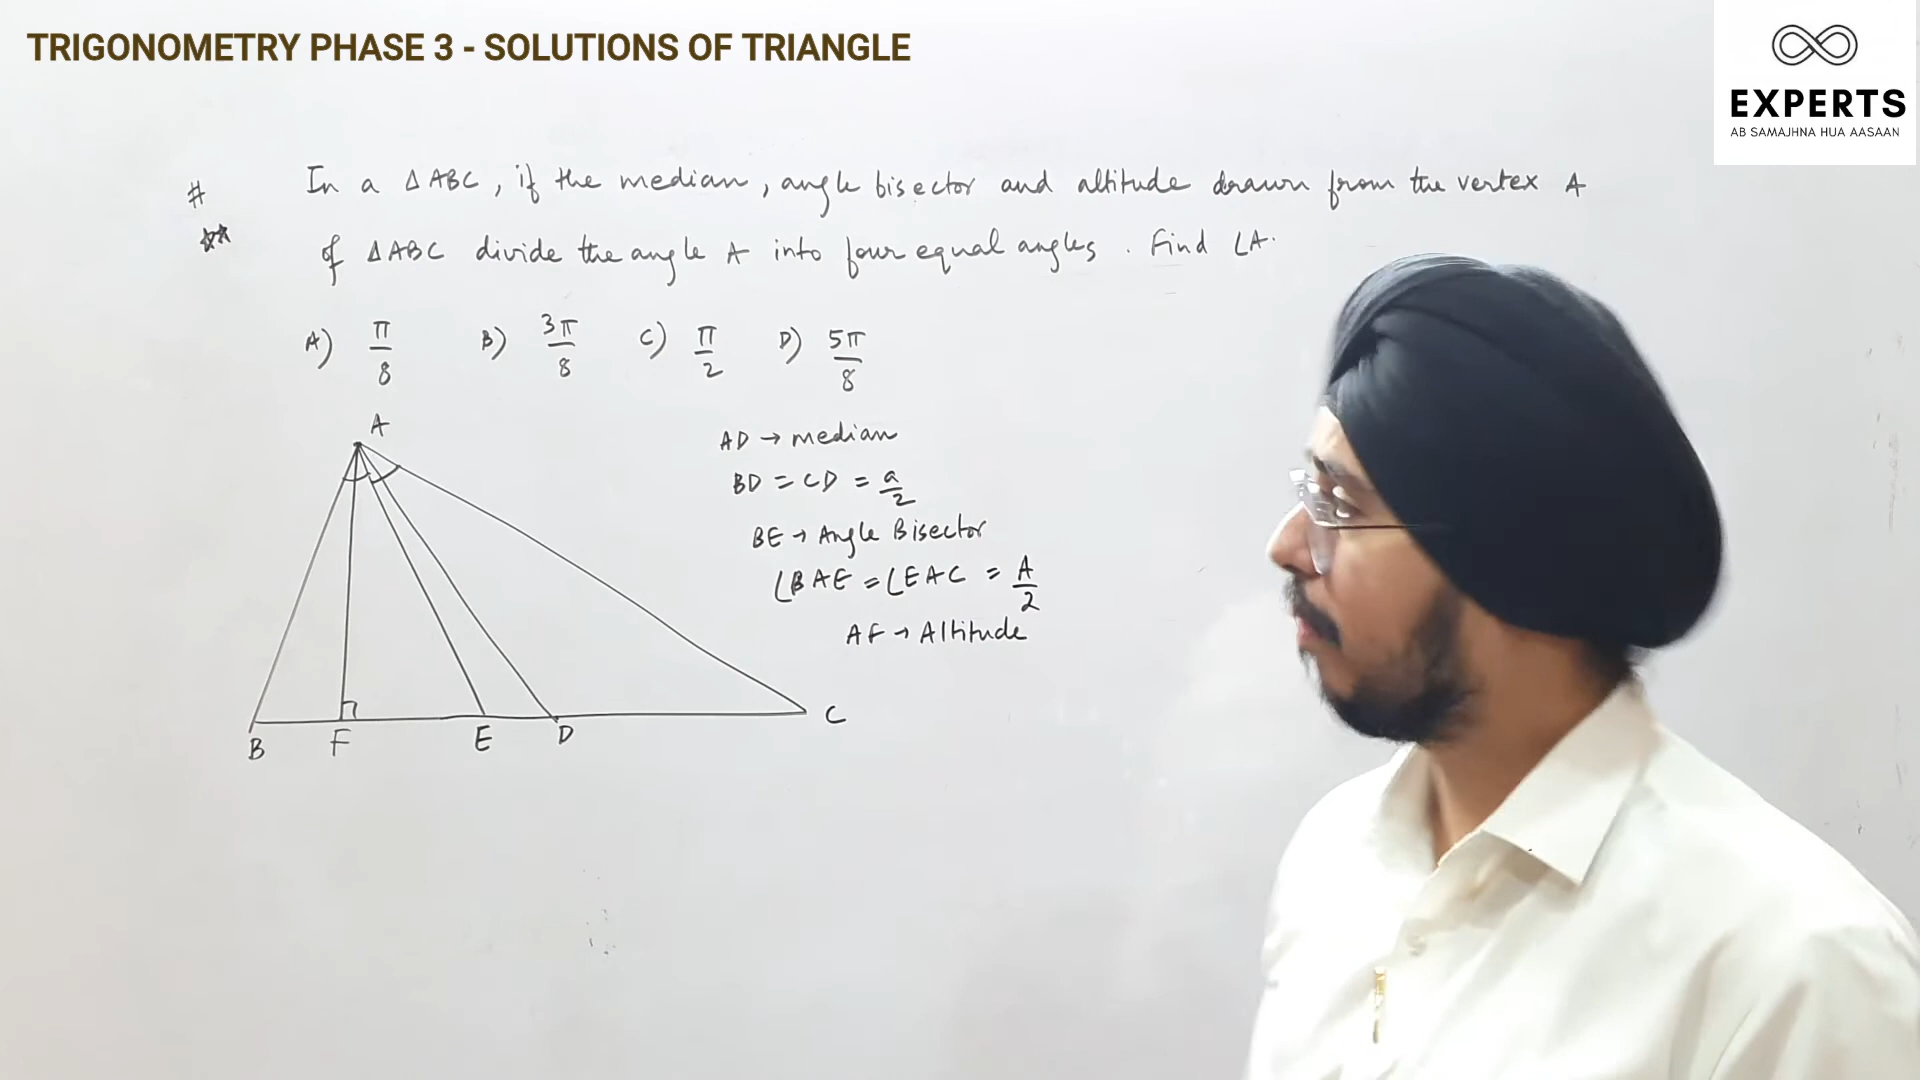 TRIGONOMETRY PHASE 3 - SOLUTIONS OF TRIANGLE
EXPERTS
AB SAMAJHNA HUA AASAAN
# In a Δ ABC, if the median, angle bisector and altitude drawn from the vertex A
** of Δ ABC divide the angle A into four equal angles. Find ∠A.
A) π/8 B) 3π/8 C) π/2 D) 5π/8
A
B F E D C
AD → median
BD = CD = a/2
BE → Angle Bisector
∠BAE = ∠EAC = A/2
AF → Altitude